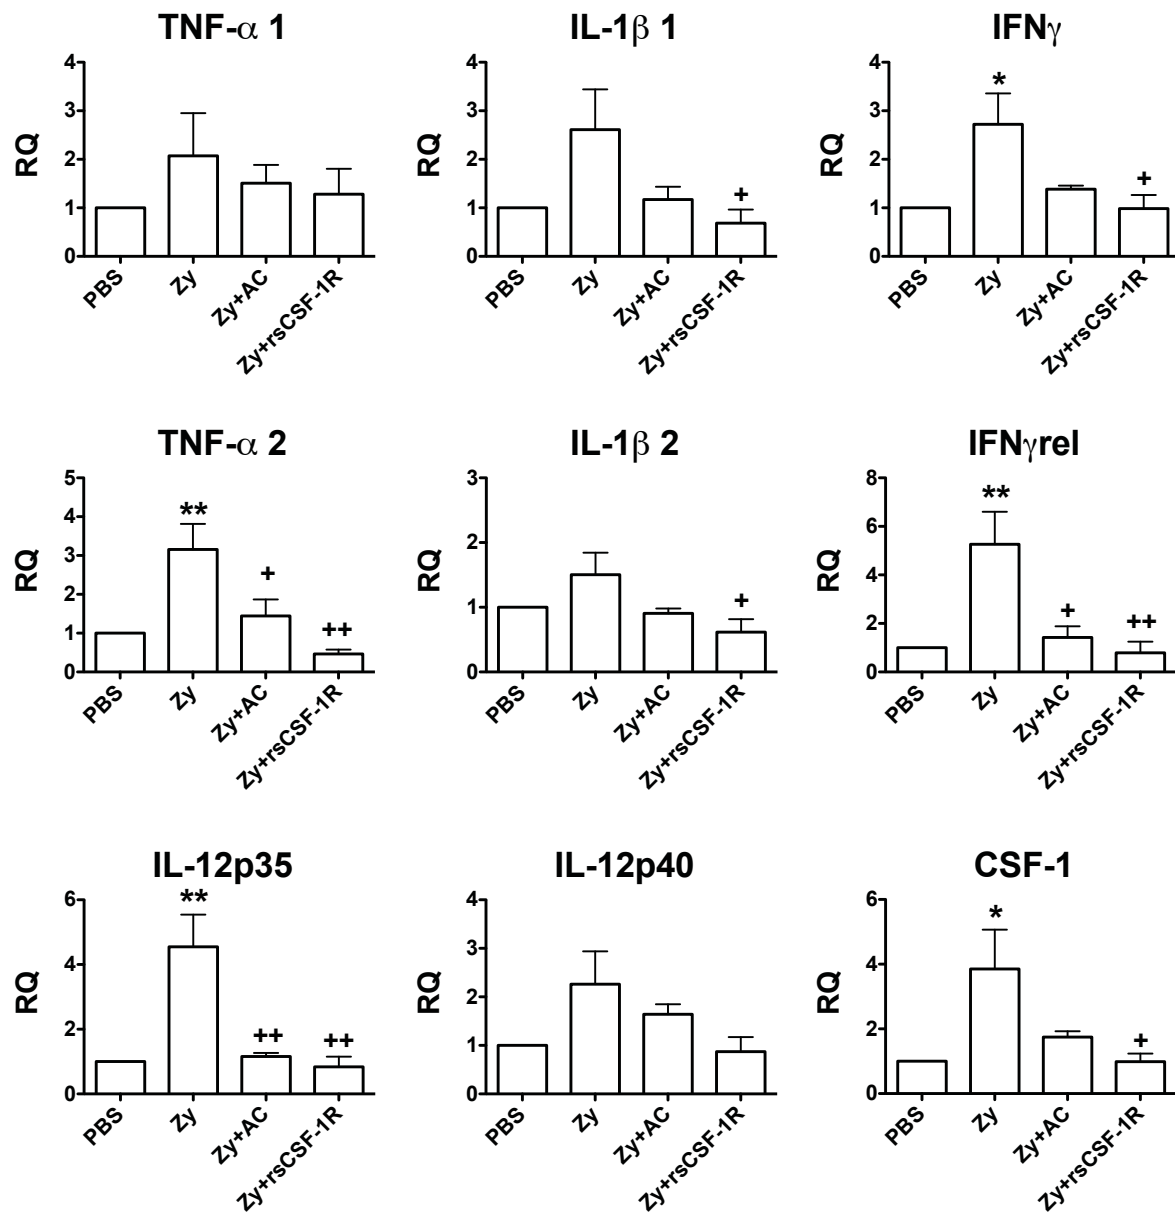 TNF-α 1
RQ
4
3
2
1
0
PBS
Zy
Zy+AC
Zy+rsCSF-1R
IL-1β 1
RQ
4
3
2
1
0
+
PBS
Zy
Zy+AC
Zy+rsCSF-1R
IFNγ
RQ
4
3
2
1
0
*
+
PBS
Zy
Zy+AC
Zy+rsCSF-1R
TNF-α 2
RQ
5
4
3
2
1
0
**
+
++
PBS
Zy
Zy+AC
Zy+rsCSF-1R
IL-1β 2
RQ
3
2
1
0
+
PBS
Zy
Zy+AC
Zy+rsCSF-1R
IFNγrel
RQ
8
6
4
2
0
**
+
++
PBS
Zy
Zy+AC
Zy+rsCSF-1R
IL-12p35
RQ
6
4
2
0
**
++
++
PBS
Zy
Zy+AC
Zy+rsCSF-1R
IL-12p40
RQ
4
3
2
1
0
PBS
Zy
Zy+AC
Zy+rsCSF-1R
CSF-1
RQ
6
4
2
0
*
+
PBS
Zy
Zy+AC
Zy+rsCSF-1R